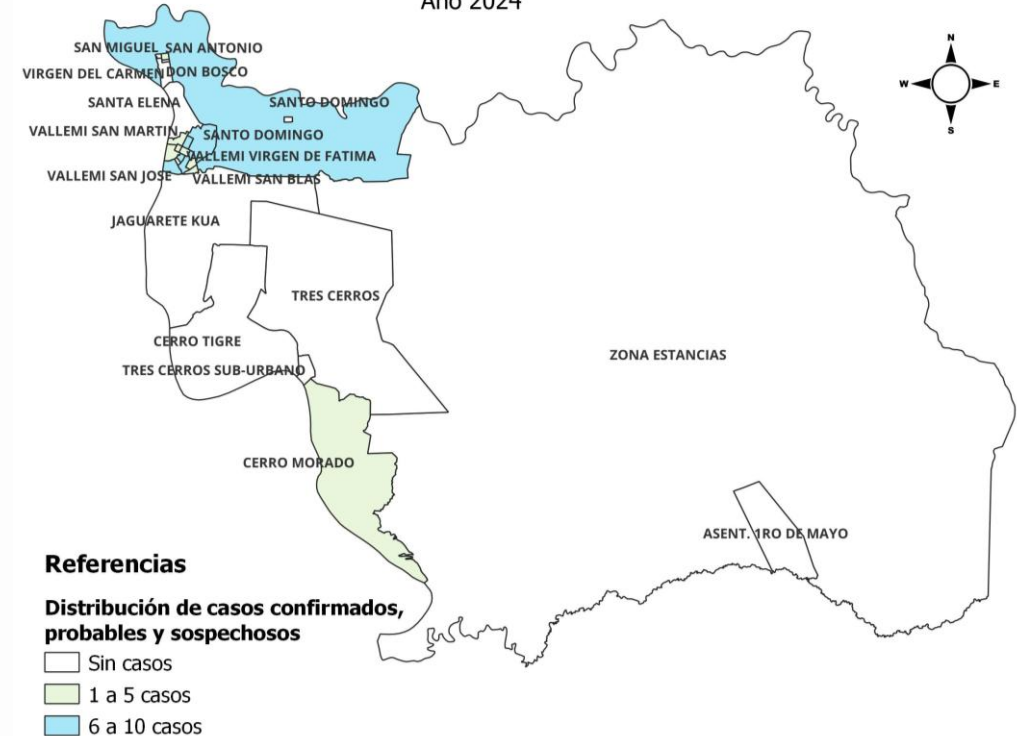 Año 2024
N
W
E
S
SAN MIGUEL
SAN ANTONIO
VIRGEN DEL CARMEN
DON BOSCO
SANTA ELENA
SANTO DOMINGO
VALLEMI SAN MARTIN
SANTO DOMINGO
VALLEMI VIRGEN DE FATIMA
VALLEMI SAN JOSE
VALLEMI SAN BLAS
JAGUARETE KUA
TRES CERROS
CERRO TIGRE
ZONA ESTANCIAS
TRES CERROS SUB-URBANO
CERRO MORADO
ASENT. 1RO DE MAYO
Referencias
Distribución de casos confirmados,
probables y sospechosos
Sin casos
1 a 5 casos
6 a 10 casos